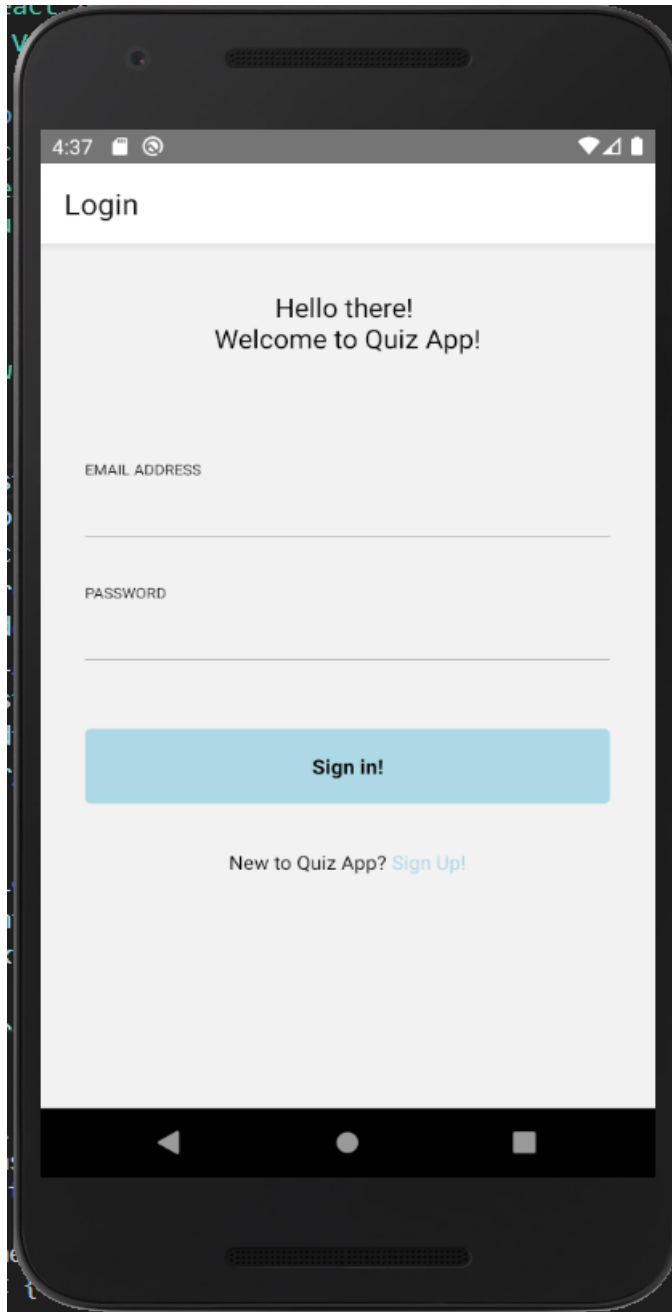 4:37
Login
Hello there!
Welcome to Quiz App!
EMAIL ADDRESS
PASSWORD
Sign in!
New to Quiz App? Sign Up!